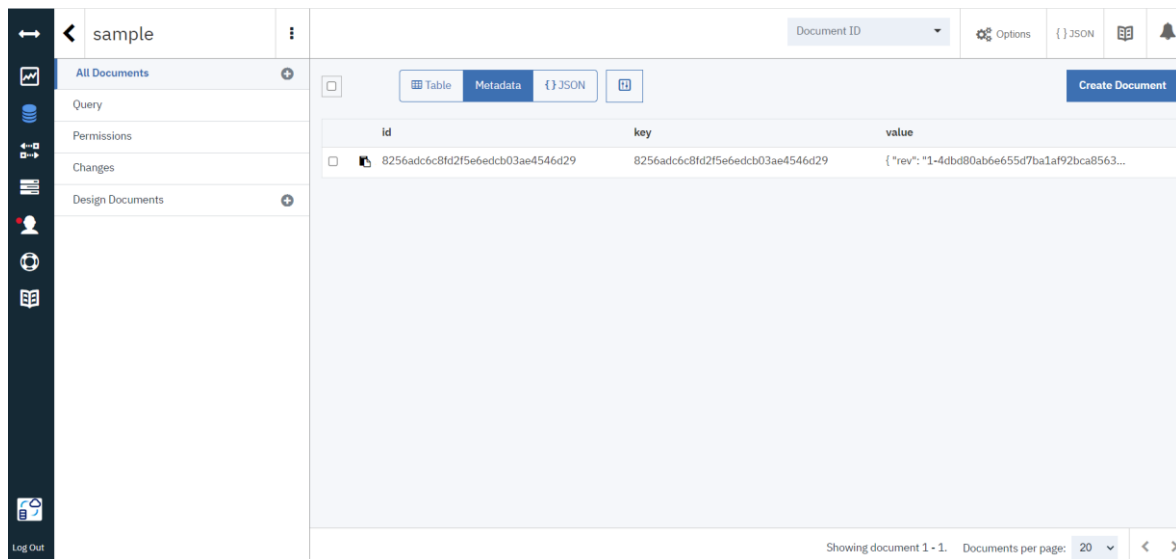 sample
Document ID
Options
{ } JSON
All Documents
Query
Permissions
Changes
Design Documents
Table
Metadata
{ } JSON
Create Document
id key value
8256adc6c8fd2f5e6edcb03ae4546d29 8256adc6c8fd2f5e6edcb03ae4546d29 { "rev": "1-4dbd80ab6e655d7ba1af92bca8563...
Log Out
Showing document 1 - 1. Documents per page: 20